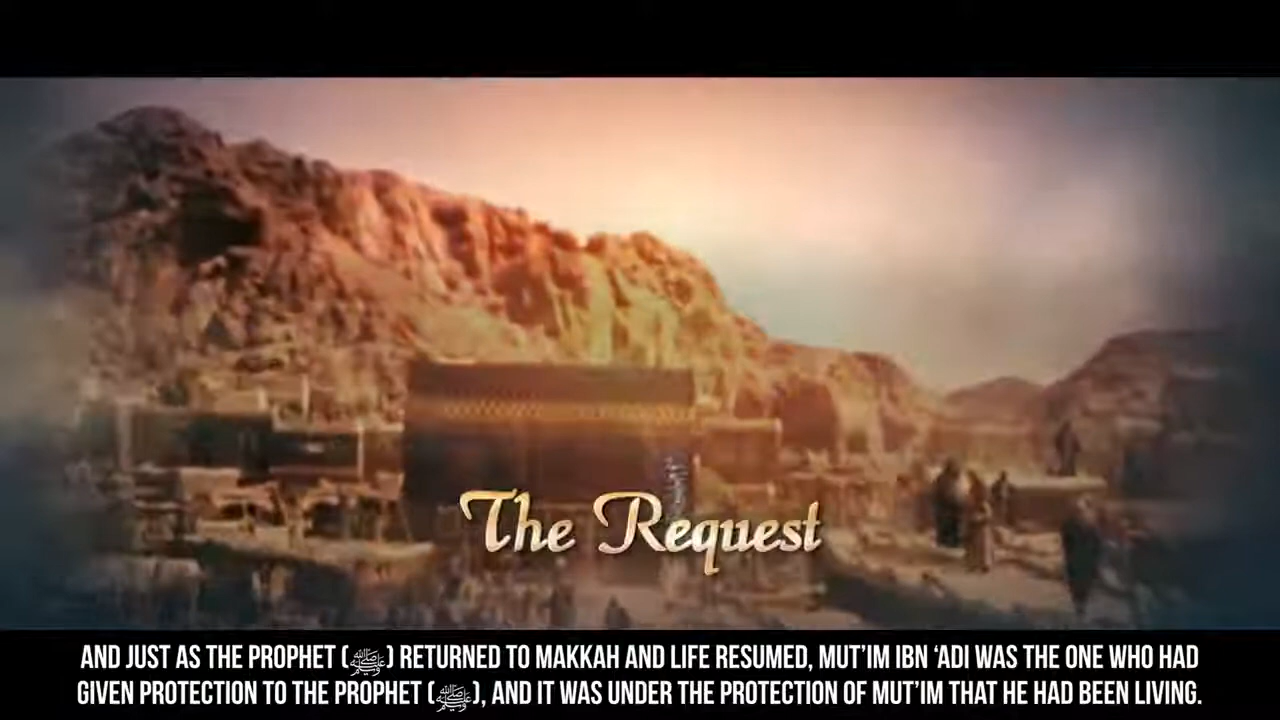 The Request
AND JUST AS THE PROPHET (ﷺ) RETURNED TO MAKKAH AND LIFE RESUMED, MUT’IM IBN ‘ADI WAS THE ONE WHO HAD
GIVEN PROTECTION TO THE PROPHET (ﷺ), AND IT WAS UNDER THE PROTECTION OF MUT’IM THAT HE HAD BEEN LIVING.